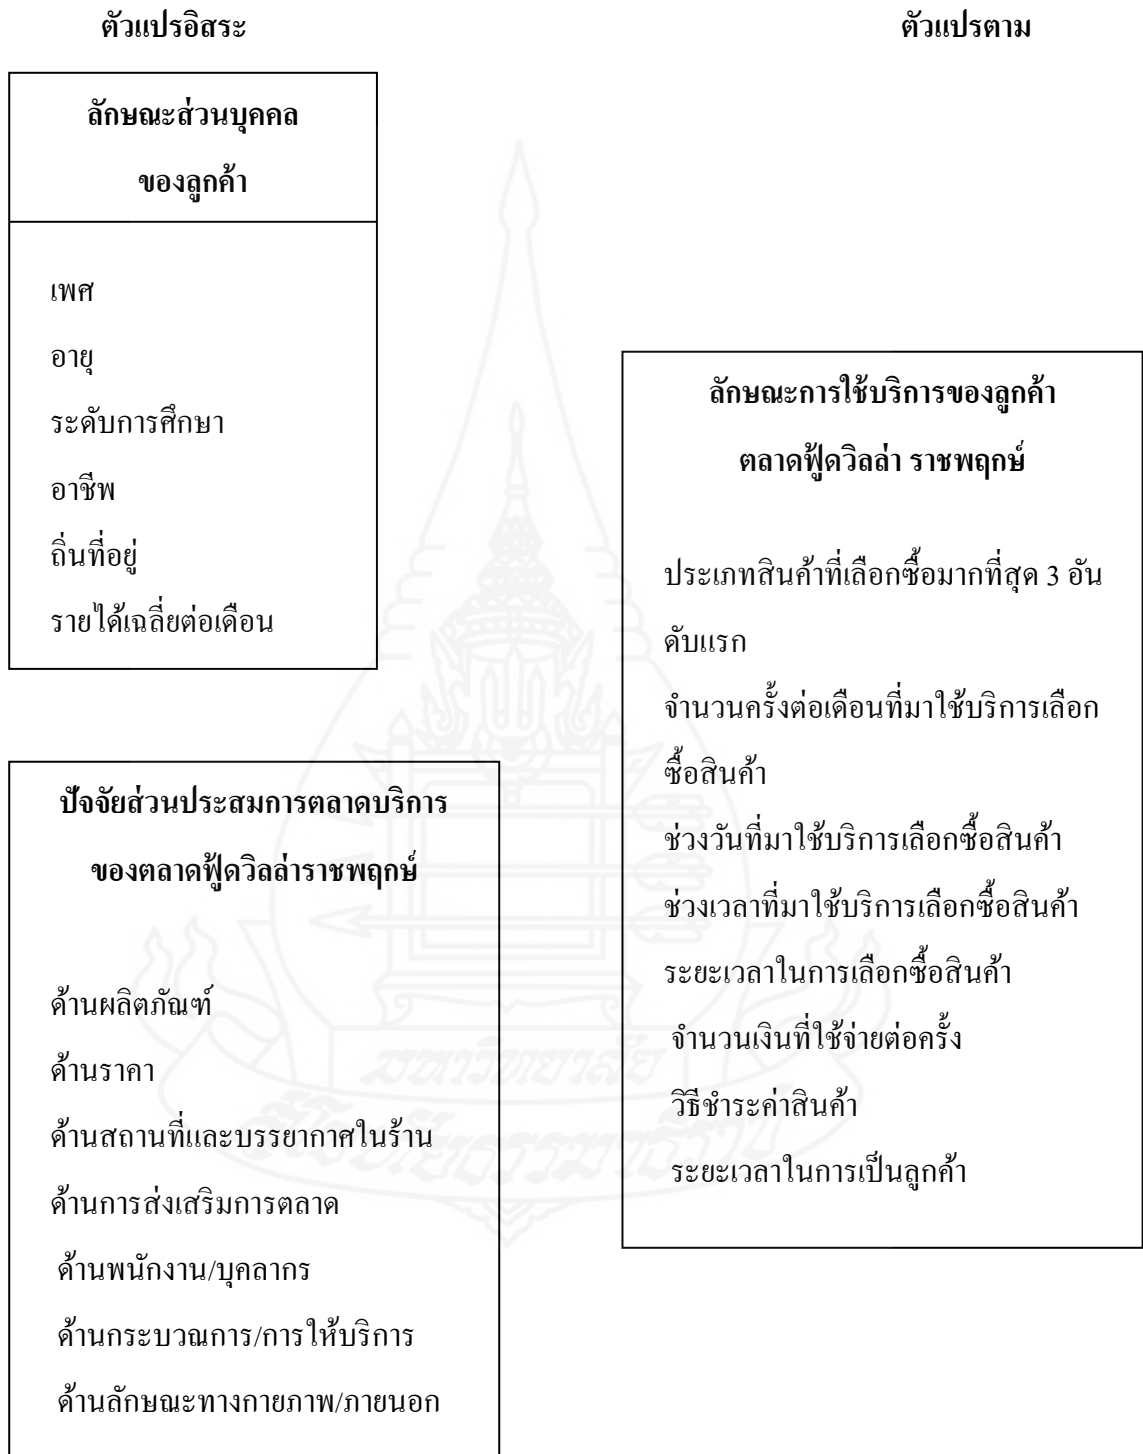 ตัวแปรอิสระ
ตัวแปรตาม
ลักษณะส่วนบุคคล
ของลูกค้า
เพศ
อายุ
ระดับการศึกษา
อาชีพ
ถิ่นที่อยู่
รายได้เฉลี่ยต่อเดือน
ปัจจัยส่วนประสมการตลาดบริการ
ของตลาดฟู้ดวิลล่าราชพฤกษ์
ด้านผลิตภัณฑ์
ด้านราคา
ด้านสถานที่และบรรยากาศในร้าน
ด้านการส่งเสริมการตลาด
ด้านพนักงาน/บุคลากร
ด้านกระบวณการ/การให้บริการ
ด้านลักษณะทางกายภาพ/ภายนอก
ลักษณะการใช้บริการของลูกค้า
ตลาดฟู้ดวิลล่า ราชพฤกษ์
ประเภทสินค้าที่เลือกซื้อมากที่สุด 3 อัน
ดับแรก
จำนวนครั้งต่อเดือนที่มาใช้บริการเลือก
ซื้อสินค้า
ช่วงวันที่มาใช้บริการเลือกซื้อสินค้า
ช่วงเวลาที่มาใช้บริการเลือกซื้อสินค้า
ระยะเวลาในการเลือกซื้อสินค้า
จำนวนเงินที่ใช้จ่ายต่อครั้ง
วิธีชำระค่าสินค้า
ระยะเวลาในการเป็นลูกค้า
มหาวิทยาลัย
สุโขทัยธรรมาธิราช